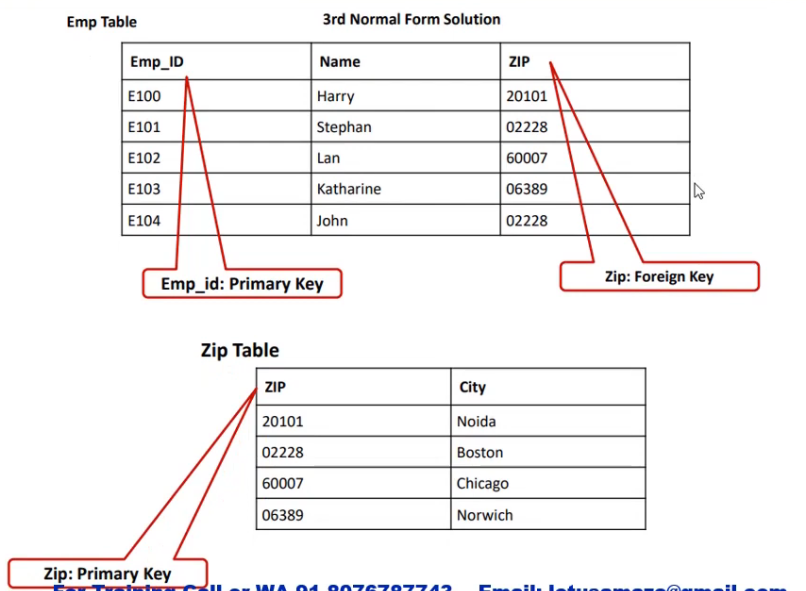 Emp Table
3rd Normal Form Solution
Emp_ID Name ZIP
E100 Harry 20101
E101 Stephan 02228
E102 Lan 60007
E103 Katharine 06389
E104 John 02228
Emp_id: Primary Key
Zip: Foreign Key
Zip Table
ZIP City
20101 Noida
02228 Boston
60007 Chicago
06389 Norwich
Zip: Primary Key
For Training Call or WA 91 8076787743 Email: lotusamaze@gmail.com